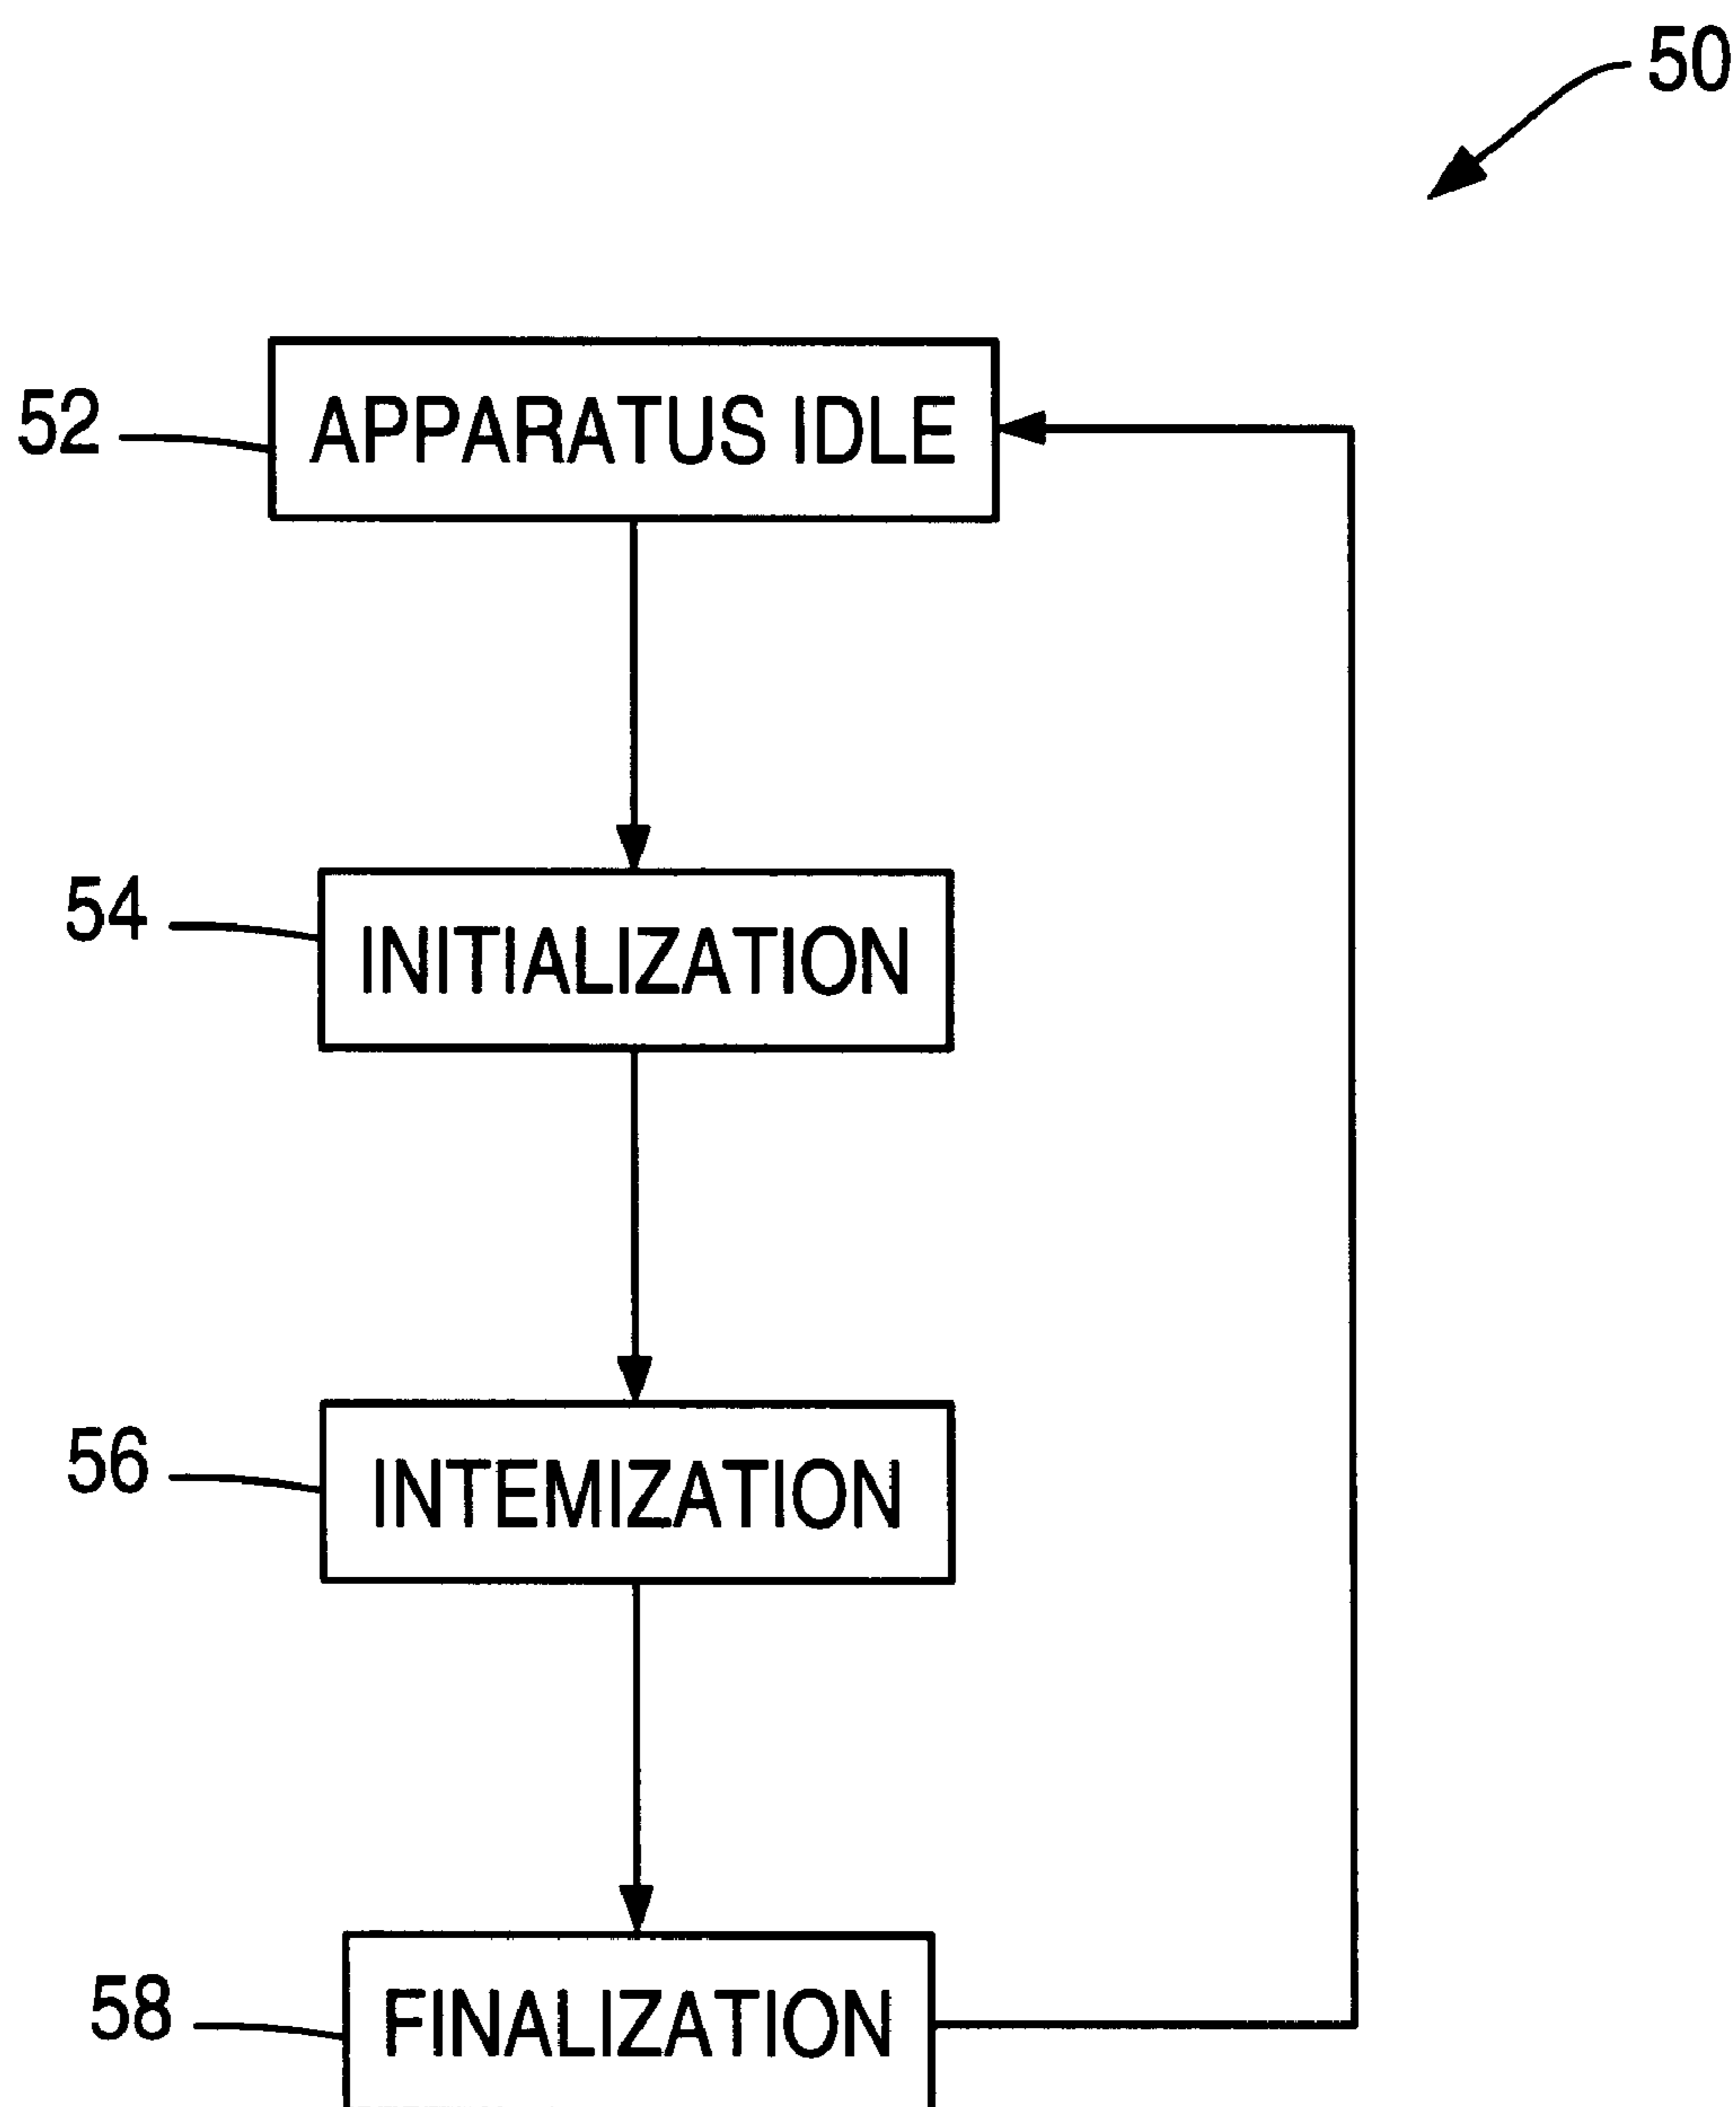 50
52
APPARATUS IDLE
54
INITIALIZATION
56
INTEMIZATION
58
FINALIZATION